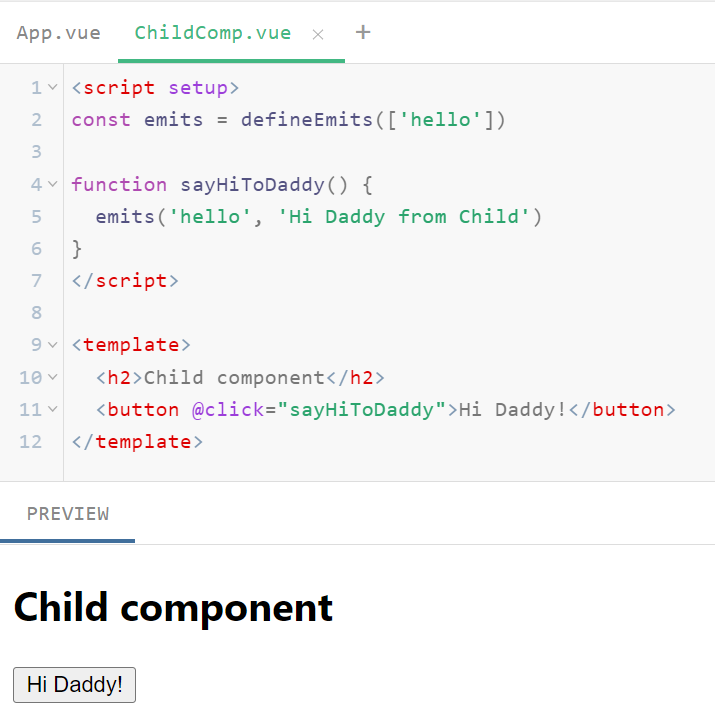 App.vue ChildComp.vue × +
1 <script setup>
2 const emits = defineEmits(['hello'])
3
4 function sayHiToDaddy() {
5   emits('hello', 'Hi Daddy from Child')
6 }
7 </script>
8
9 <template>
10   <h2>Child component</h2>
11   <button @click="sayHiToDaddy">Hi Daddy!</button>
12 </template>
PREVIEW
Child component
Hi Daddy!